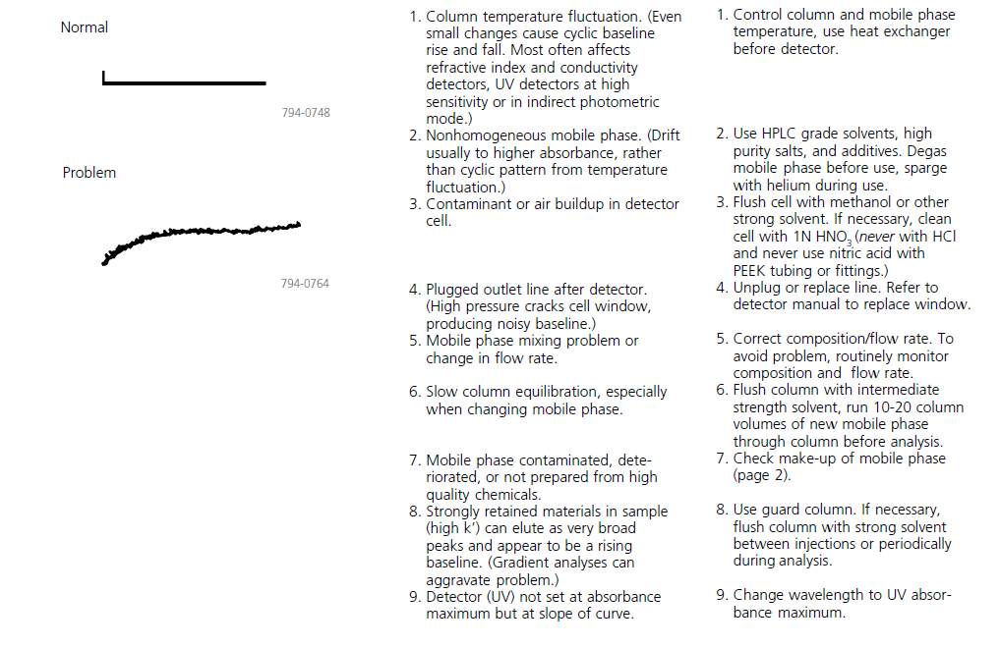 Normal
794-0748
Problem
794-0764
1. Column temperature fluctuation. (Even
small changes cause cyclic baseline
rise and fall. Most often affects
refractive index and conductivity
detectors, UV detectors at high
sensitivity or in indirect photometric
mode.)
2. Nonhomogeneous mobile phase. (Drift
usually to higher absorbance, rather
than cyclic pattern from temperature
fluctuation.)
3. Contaminant or air buildup in detector
cell.
4. Plugged outlet line after detector.
(High pressure cracks cell window,
producing noisy baseline.)
5. Mobile phase mixing problem or
change in flow rate.
6. Slow column equilibration, especially
when changing mobile phase.
7. Mobile phase contaminated, dete-
riorated, or not prepared from high
quality chemicals.
8. Strongly retained materials in sample
(high k’) can elute as very broad
peaks and appear to be a rising
baseline. (Gradient analyses can
aggravate problem.)
9. Detector (UV) not set at absorbance
maximum but at slope of curve.
1. Control column and mobile phase
temperature, use heat exchanger
before detector.
2. Use HPLC grade solvents, high
purity salts, and additives. Degas
mobile phase before use, sparge
with helium during use.
3. Flush cell with methanol or other
strong solvent. If necessary, clean
cell with 1N HNO₃ (never with HCl
and never use nitric acid with
PEEK tubing or fittings.)
4. Unplug or replace line. Refer to
detector manual to replace window.
5. Correct composition/flow rate. To
avoid problem, routinely monitor
composition and flow rate.
6. Flush column with intermediate
strength solvent, run 10-20 column
volumes of new mobile phase
through column before analysis.
7. Check make-up of mobile phase
(page 2).
8. Use guard column. If necessary,
flush column with strong solvent
between injections or periodically
during analysis.
9. Change wavelength to UV absor-
bance maximum.